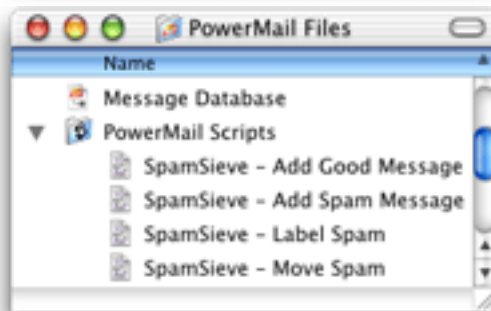 PowerMail Files
Name
Message Database
PowerMail Scripts
SpamSieve – Add Good Message
SpamSieve – Add Spam Message
SpamSieve – Label Spam
SpamSieve – Move Spam